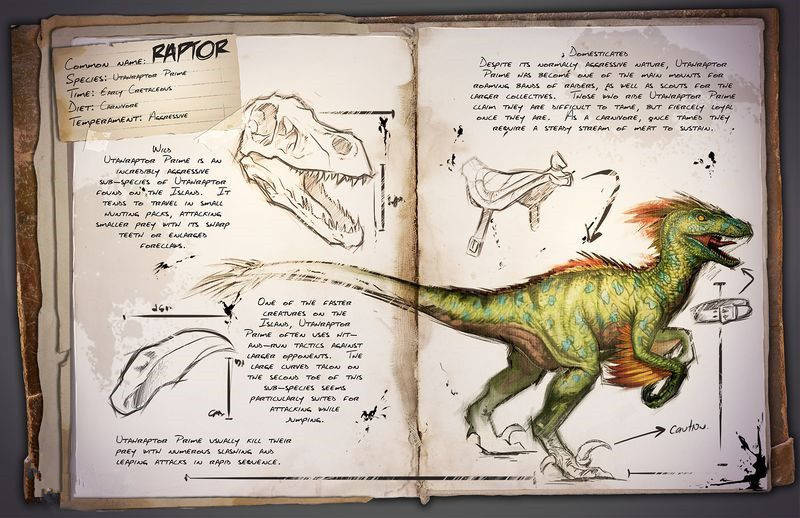 Common name: RAPTOR
Species: Utahraptor Prime
Time: Early Cretaceous
Diet: Carnivore
Temperament: Aggressive
Wild
Utahraptor Prime is an
incredibly aggressive
sub-species of Utahraptor
found on the Island. It
tends to travel in small
hunting packs, attacking
smaller prey with its sharp
teeth or enlarged
foreclaws.
One of the faster
creatures on the
Island, Utahraptor
Prime often uses hit-
and-run tactics against
larger opponents. The
large curved talon on
the second toe of this
sub-species seems
particularly suited for
attacking while
jumping.
Utahraptor Prime usually kill their
prey with numerous slashing and
leaping attacks in rapid sequence.
Domesticated
Despite its normally aggressive nature, Utahraptor
Prime has become one of the main mounts for
roaming bands of raiders, as well as scouts for the
larger collectives. Those who ride Utahraptor Prime
claim they are difficult to tame, but fiercely loyal
once they are. As a carnivore, once tamed they
require a steady stream of meat to sustain.
Caution.